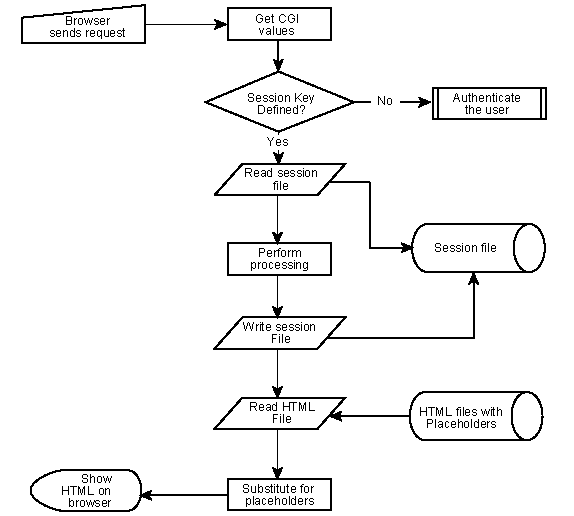 Browser
sends request
Get CGI
values
Session Key
Defined?
No
Authenticate
the user
Yes
Read session
file
Session file
Perform
processing
Write session
File
Read HTML
File
HTML files with
Placeholders
Show
HTML on
browser
Substitute for
placeholders